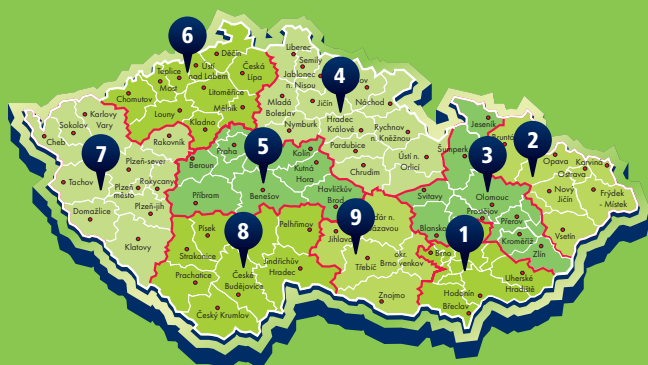 6
Děčín
Teplice
Ústí
nad Labem
Most
Česká
Lípa
Chomutov
Litoměřice
Louny
Mělník
Kladno
Liberec
Semily
Jablonec
n. Nisou
4
Jičín
Náchod
Mladá
Boleslav
Nymburk
Hradec
Králové
Rychnov
n. Kněžnou
Pardubice
Ústí n.
Orlicí
Chrudim
Karlovy
Vary
Sokolov
Cheb
7
Rakovník
Plzeň-sever
Tachov
Plzeň
město
Rokycany
Domažlice
Plzeň-jih
Klatovy
5
Praha
Beroun
Kolín
Kutná
Hora
Příbram
Benešov
Havlíčkův
Brod
3
Jeseník
Šumperk
Svitavy
Olomouc
Prostějov
Přerov
Blansko
Kroměříž
Zlín
2
Opava
Karviná
Ostrava
Nový
Jičín
Frýdek
- Místek
Vsetín
8
Písek
Pelhřimov
Strakonice
Prachatice
České
Budějovice
Jindřichův
Hradec
Český Krumlov
9
Jihlava
Třebíč
okr.
Brno venkov
Znojmo
1
Brno
Hodonín
Břeclav
Uherské
Hradiště